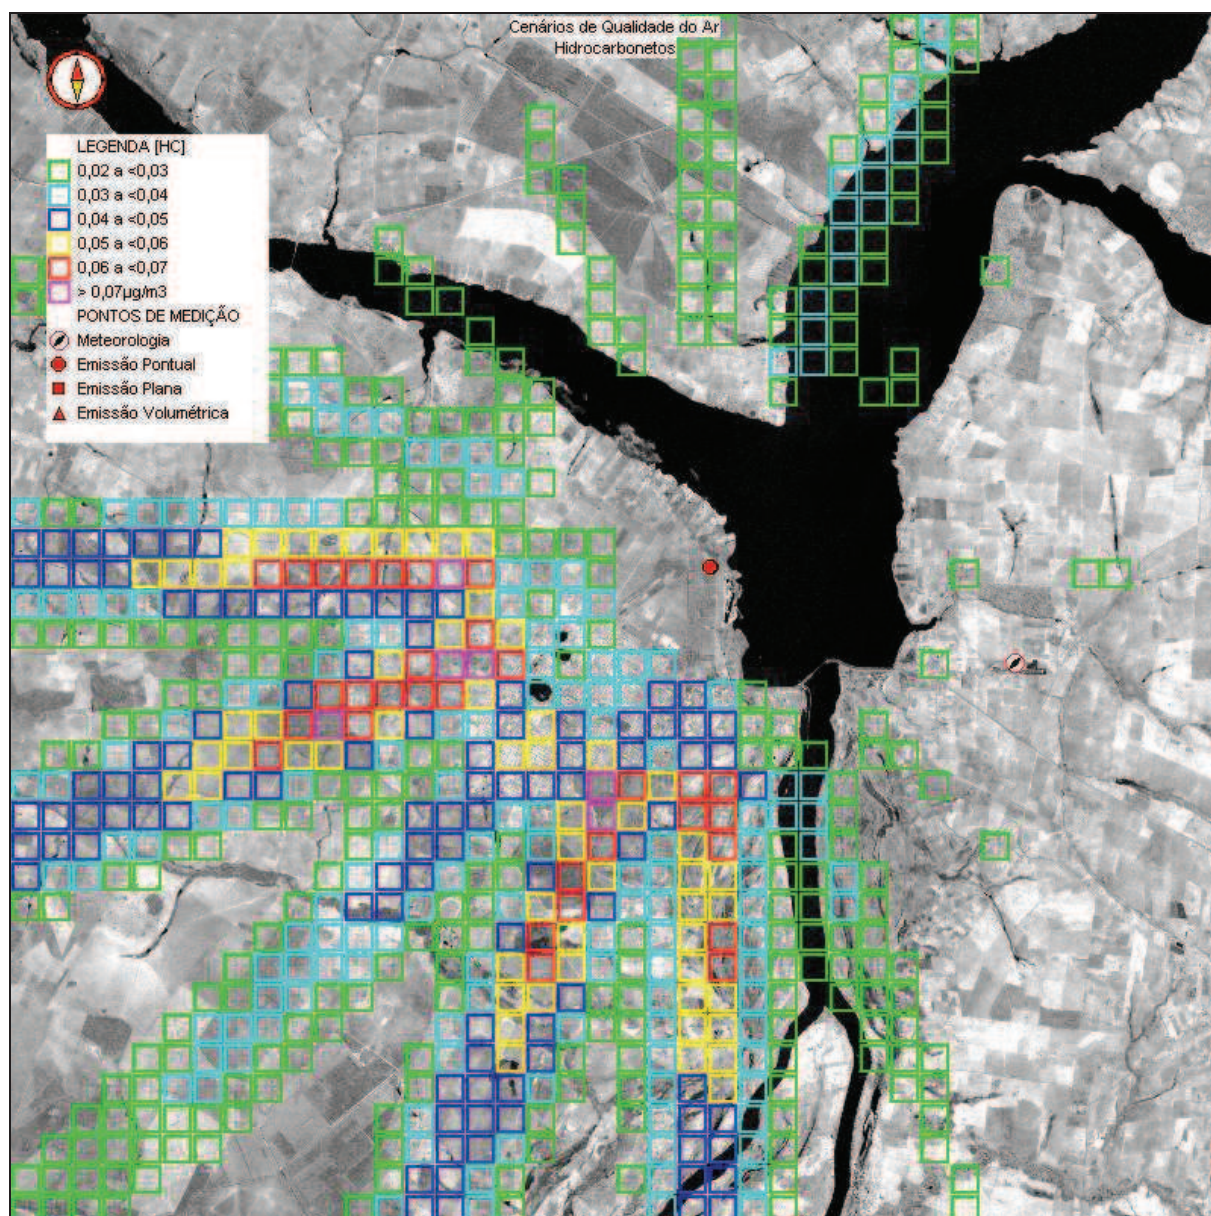 Cenários de Qualidade do Ar
Hidrocarbonetos
LEGENDA [HC]
0,02 a <0,03
0,03 a <0,04
0,04 a <0,05
0,05 a <0,06
0,06 a <0,07
> 0,07µg/m3
PONTOS DE MEDIÇÃO
Meteorologia
Emissão Pontual
Emissão Plana
Emissão Volumétrica